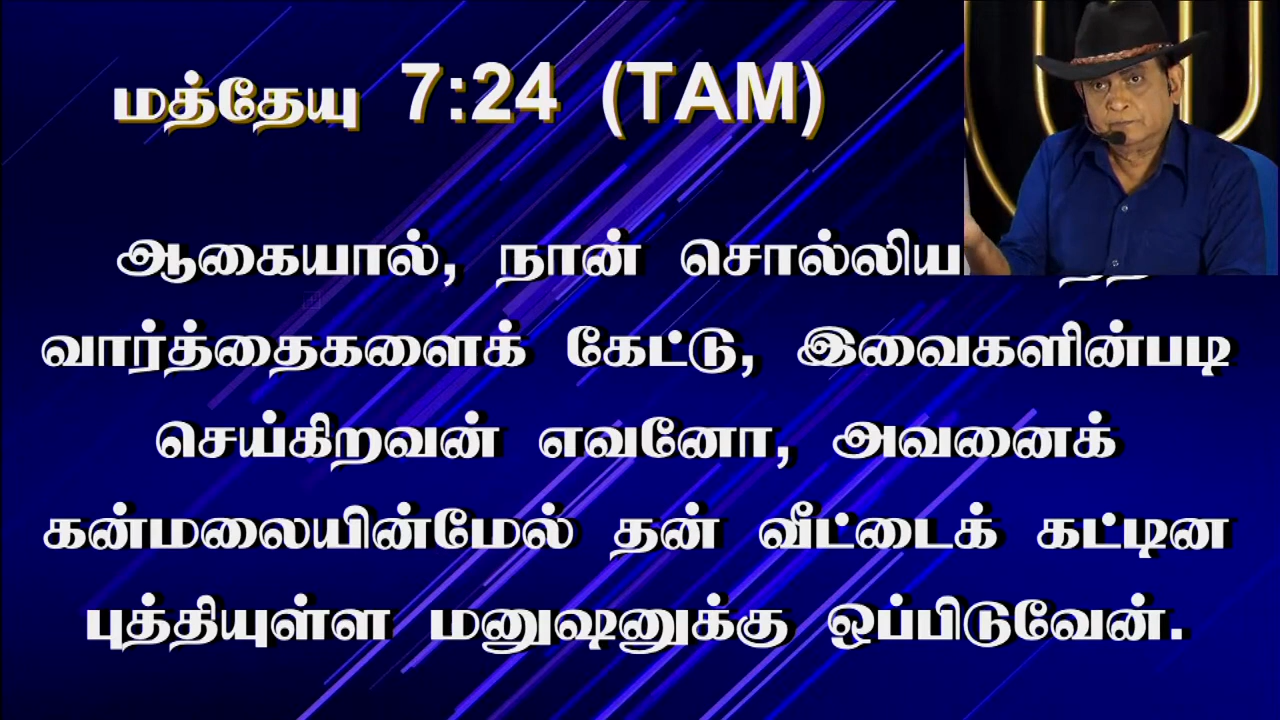 மத்தேயு 7:24 (TAM)
ஆகையால், நான் சொல்லிய
வார்த்தைகளைக் கேட்டு, இவைகளின்படி
செய்கிறவன் எவனோ, அவனைக்
கன்மலையின்மேல் தன் வீட்டைக் கட்டின
புத்தியுள்ள மனுஷனுக்கு ஒப்பிடுவேன்.